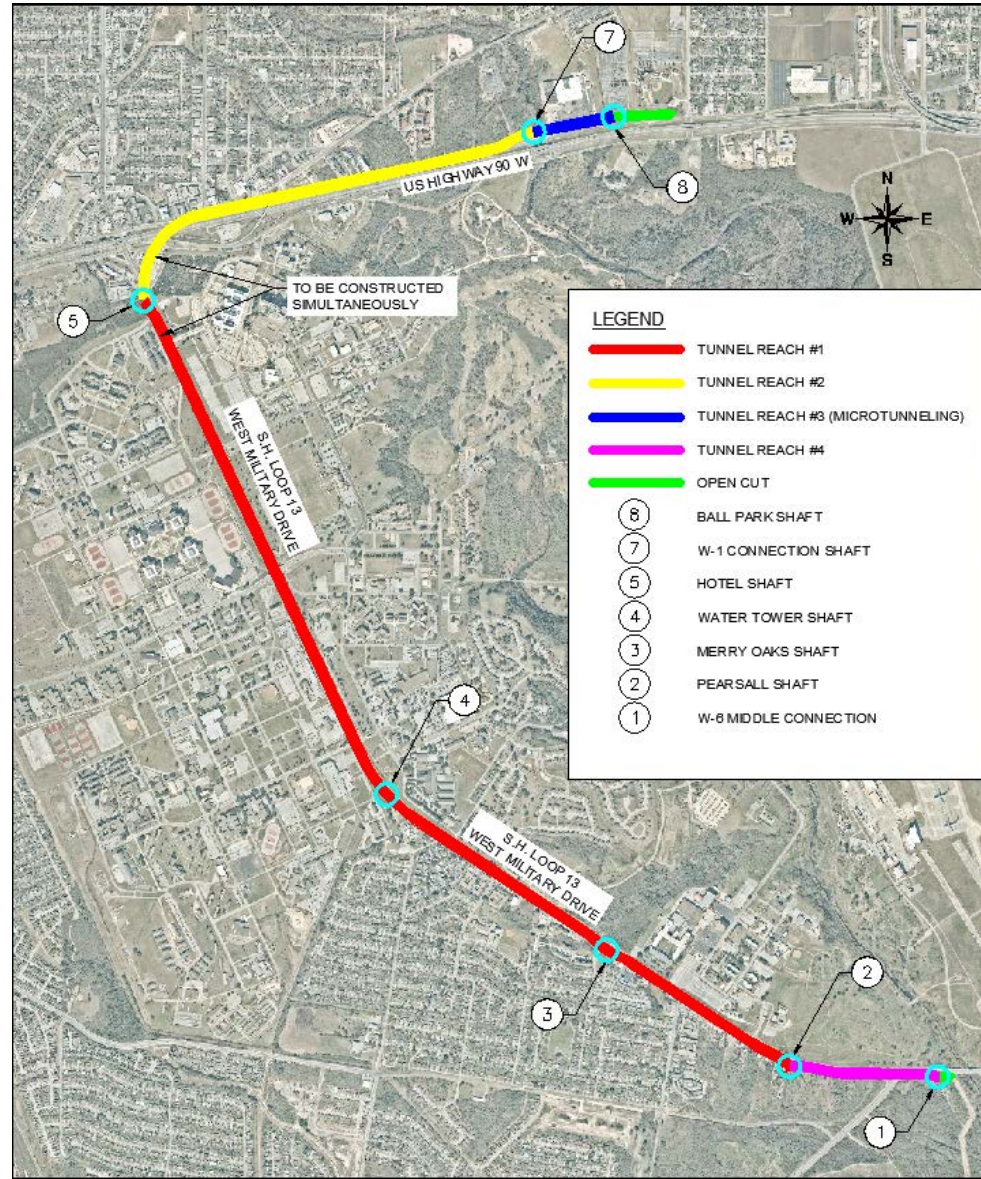 7
US HIGHWAY 90 W
8
N
W E
S
TO BE CONSTRUCTED
SIMULTANEOUSLY
5
LEGEND
TUNNEL REACH #1
TUNNEL REACH #2
TUNNEL REACH #3 (MICROTUNNELING)
TUNNEL REACH #4
OPEN CUT
8 BALL PARK SHAFT
7 W-1 CONNECTION SHAFT
5 HOTEL SHAFT
4 WATER TOWER SHAFT
3 MERRY OAKS SHAFT
2 PEARSALL SHAFT
1 W-6 MIDDLE CONNECTION
S.H. LOOP 13
WEST MILITARY DRIVE
4
S.H. LOOP 13
WEST MILITARY DRIVE
3
2
1